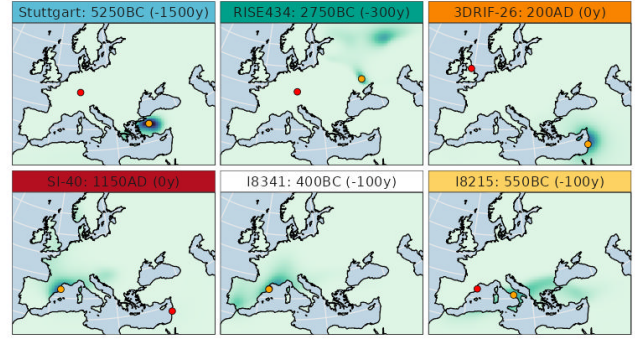 Stuttgart: 5250BC (-1500y)
RISE434: 2750BC (-300y)
3DRIF-26: 200AD (0y)
SI-40: 1150AD (0y)
I8341: 400BC (-100y)
I8215: 550BC (-100y)